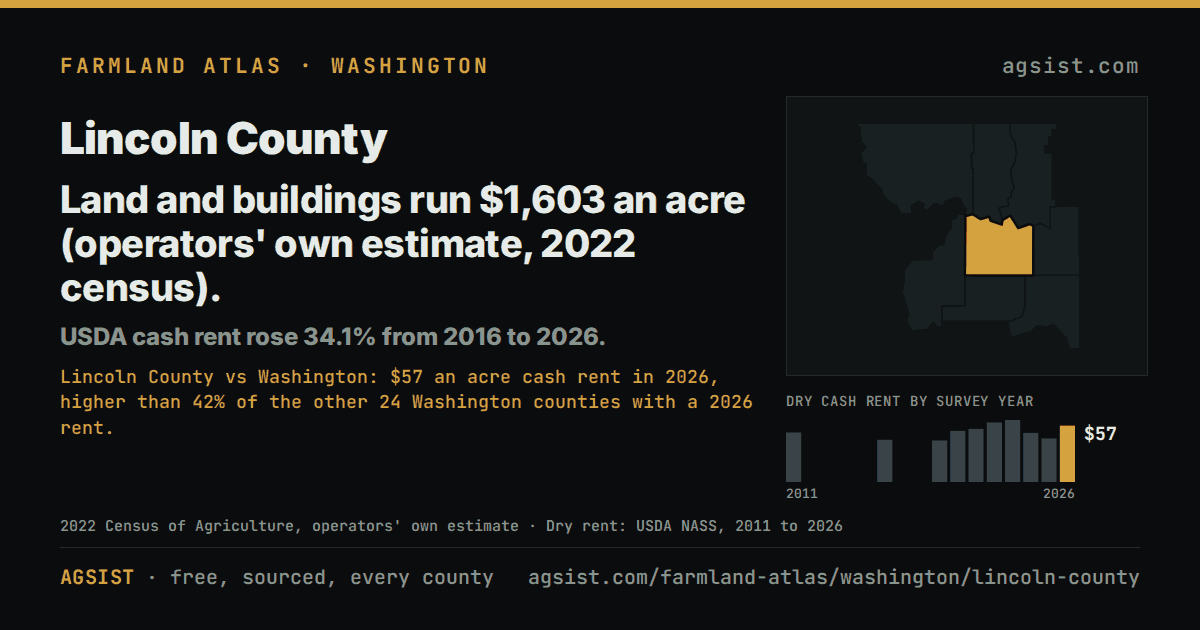 FARMLAND ATLAS · WASHINGTON
agsist.com
Lincoln County
Land and buildings run $1,603 an acre
(operators' own estimate, 2022
census).
USDA cash rent rose 34.1% from 2016 to 2026.
Lincoln County vs Washington: $57 an acre cash rent in 2026,
higher than 42% of the other 24 Washington counties with a 2026
rent.
DRY CASH RENT BY SURVEY YEAR
$57
2011
2026
2022 Census of Agriculture, operators' own estimate · Dry rent: USDA NASS, 2011 to 2026
AGSIST · free, sourced, every county
agsist.com/farmland-atlas/washington/lincoln-county